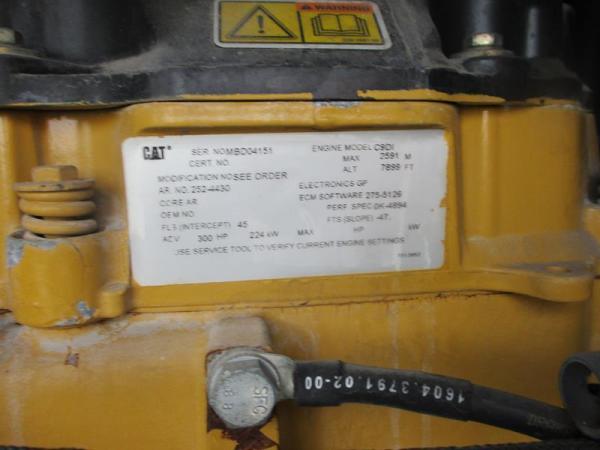 WARNING
CAT SER. NO MBD04151 ENGINE MODEL C9DI
CERT. NO. MAX 2591 M
MODIFICATION NO SEE ORDER ALT 7899 FT
AR. NO. 252-4430 ELECTRONICS GP
CORE AR ECM SOFTWARE 275-5126
OEM NO. PERF. SPEC 0K-4894
FLS (INTERCEPT) 45 FTS (SLOPE) -47.
ACV 300 HP 224 kW MAX HP kW
USE SERVICE TOOL TO VERIFY CURRENT ENGINE SETTINGS
1604.3791.02-00
SFG
8.8